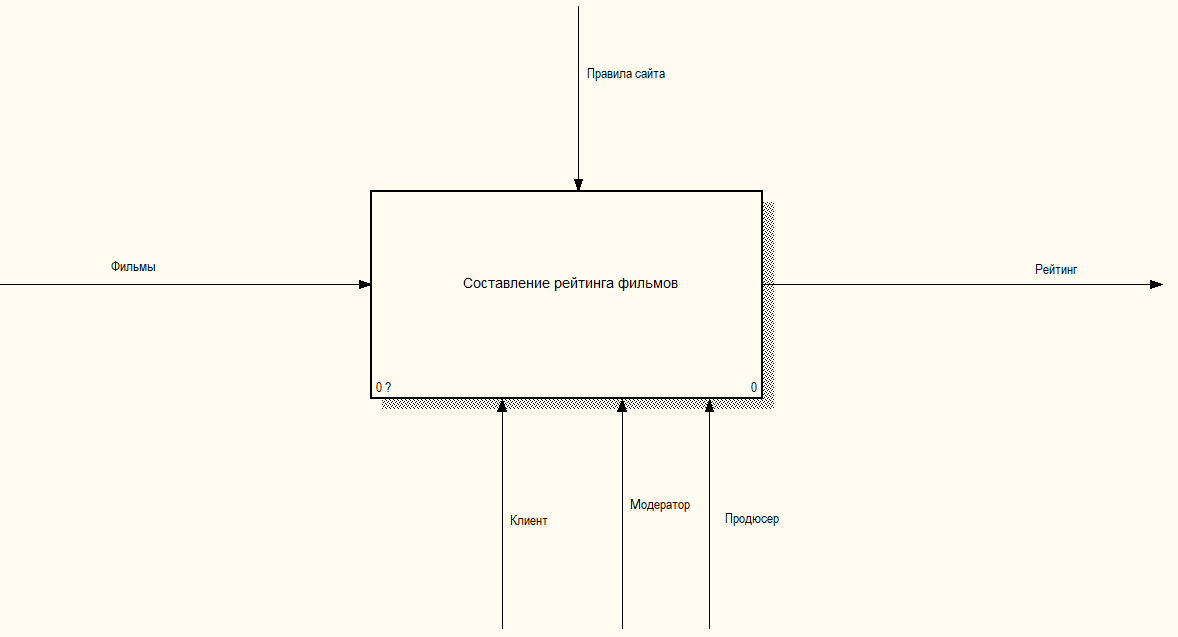 Правила сайта
Фильмы
Рейтинг
Составление рейтинга фильмов
0 ?
0
Модератор
Продюсер
Клиент